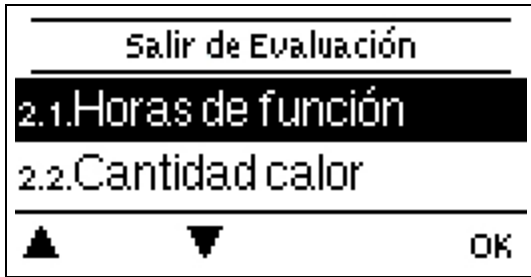 Salir de Evaluación
2.1.Horas de función
2.2.Cantidad calor
▲ ▼ OK